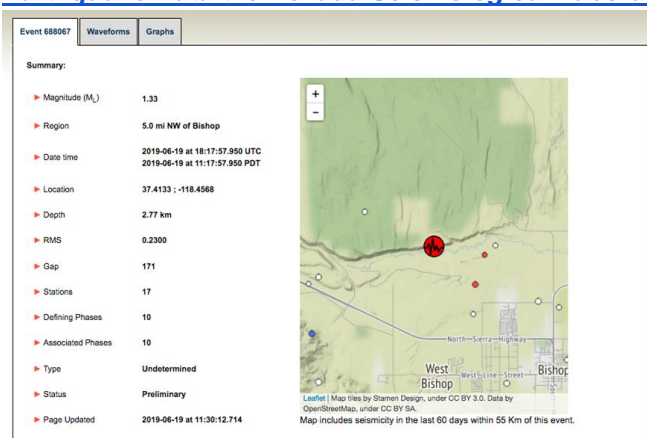 Event 688067 Waveforms Graphs
Summary:
Magnitude (ML) 1.33
Region 5.0 mi NW of Bishop
Date time 2019-06-19 at 18:17:57.950 UTC
2019-06-19 at 11:17:57.950 PDT
Location 37.4133 ; -118.4568
Depth 2.77 km
RMS 0.2300
Gap 171
Stations 17
Defining Phases 10
Associated Phases 10
Type Undetermined
Status Preliminary
Page Updated 2019-06-19 at 11:30:12.714
+
−
North-Sierra-Highway
West Bishop
West-Line-Street
Bishop
Leaflet | Map tiles by Stamen Design, under CC BY 3.0. Data by
OpenStreetMap, under CC BY SA.
Map includes seismicity in the last 60 days within 55 Km of this event.